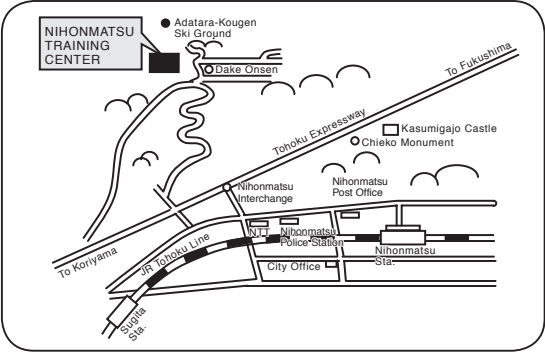 NIHONMATSU
TRAINING
CENTER
Adatara-Kougen
Ski Ground
Dake Onsen
To Fukushima
Tohoku Expressway
Kasumigajo Castle
Chieko Monument
Nihonmatsu
Interchange
Nihonmatsu
Post Office
NTT
Nihonmatsu
Police Station
Nihonmatsu
Sta.
City Office
JR Tohoku Line
To Koriyama
Sugita
Sta.